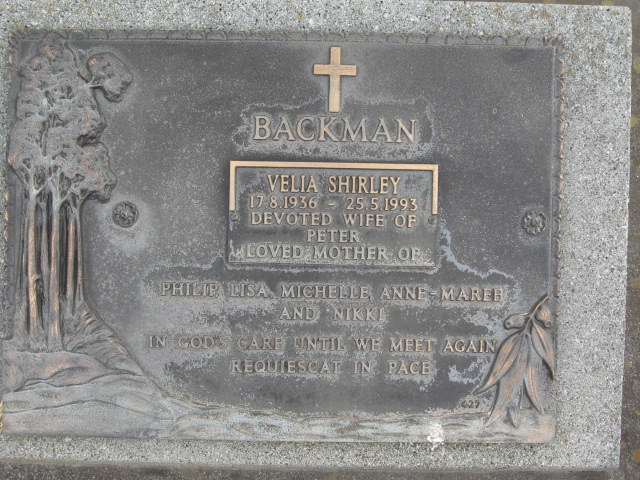 BACKMAN
VELIA SHIRLEY
17.8.1936 - 25.5.1993
DEVOTED WIFE OF
PETER
LOVED MOTHER OF
PHILIP, LISA, MICHELLE, ANNE-MAREE
AND NIKKI
IN GOD'S CARE UNTIL WE MEET AGAIN
REQUIESCAT IN PACE